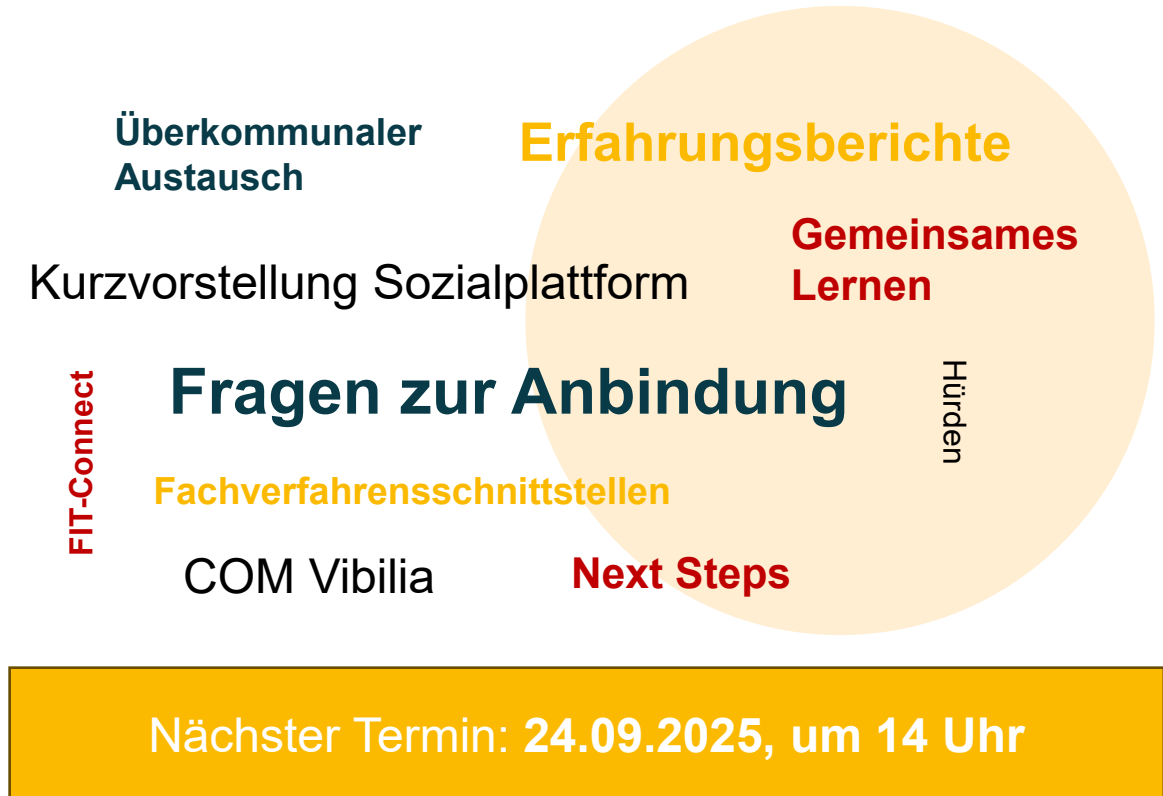 Überkommunaler
Austausch
Erfahrungsberichte
Gemeinsames
Lernen
Kurzvorstellung Sozialplattform
Fragen zur Anbindung
Hürden
FIT-Connect
Fachverfahrensschnittstellen
COM Vibilia
Next Steps
Nächster Termin: 24.09.2025, um 14 Uhr